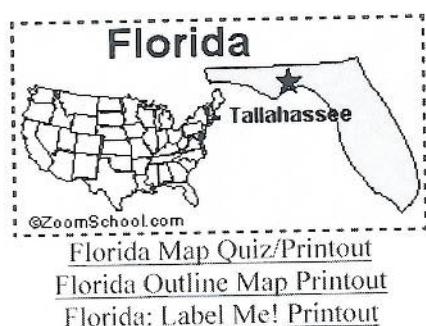 Florida
Tallahassee
©ZoomSchool.com
Florida Map Quiz/Printout
Florida Outline Map Printout
Florida: Label Me! Printout